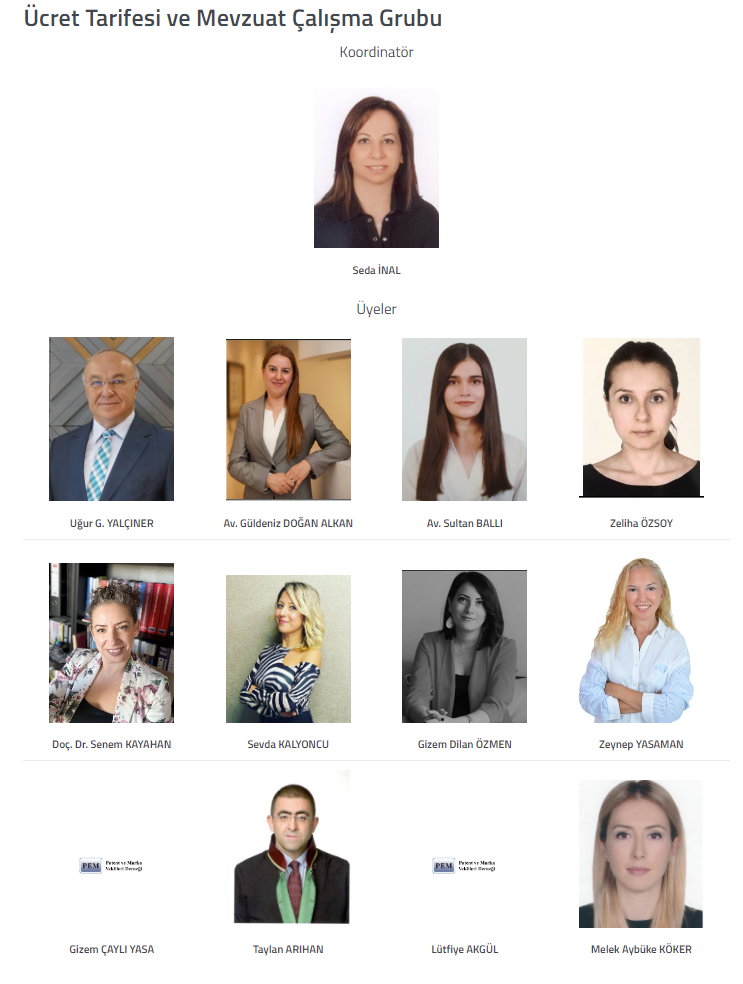 Ücret Tarifesi ve Mevzuat Çalışma Grubu
Koordinatör
Seda İNAL
Üyeler
Uğur G. YALÇINER
Av. Güldeniz DOĞAN ALKAN
Av. Sultan BALLI
Zeliha ÖZSOY
Doç. Dr. Senem KAYAHAN
Sevda KALYONCU
Gizem Dilan ÖZMEN
Zeynep YASAMAN
PEM
Patent ve Marka
Vekilleri Derneği
PEM
Patent ve Marka
Vekilleri Derneği
Gizem ÇAYLI YASA
Taylan ARIHAN
Lütfiye AKGÜL
Melek Aybüke KÖKER